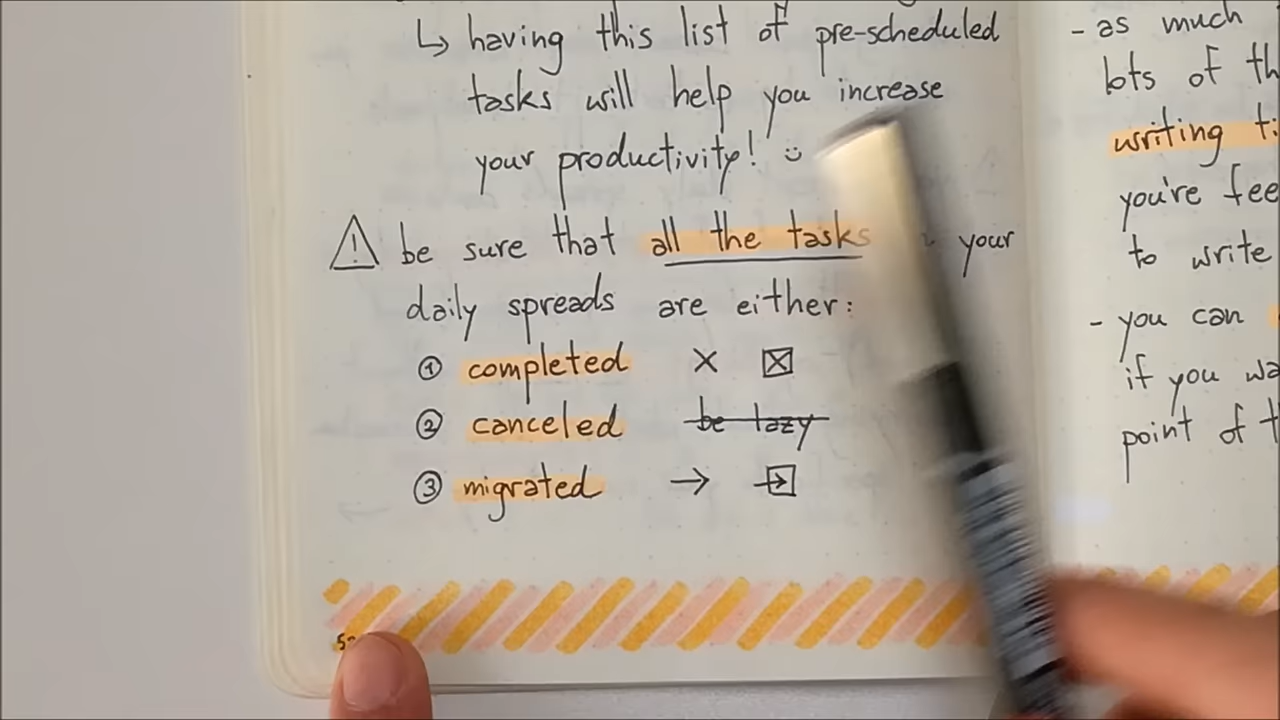 ↳ having this list of pre-scheduled
tasks will help you increase
your productivity! ツ
⚠ be sure that all the tasks your
daily spreads are either:
① completed × ☒
② canceled be lazy
③ migrated →
- as much
lots of th
writing ti
you're fee
to write
- you can
if you wa
point of t